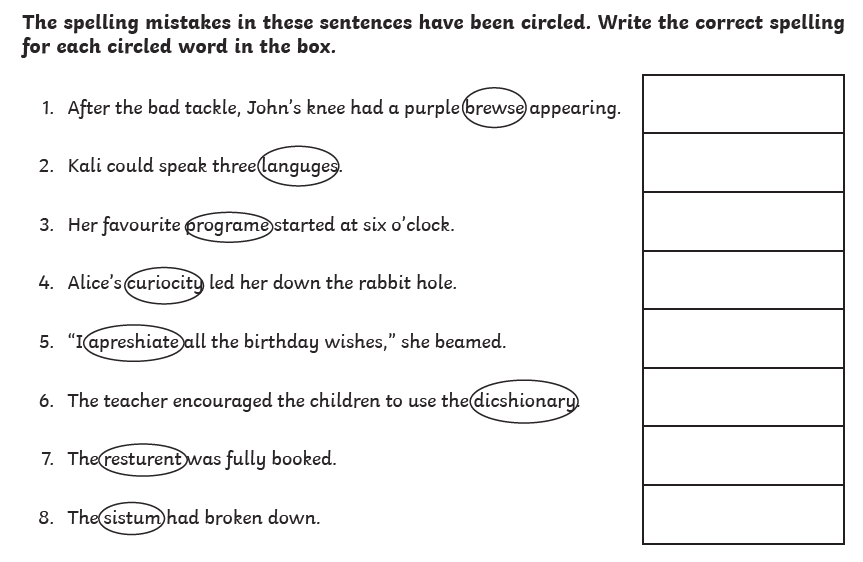 The spelling mistakes in these sentences have been circled. Write the correct spelling
for each circled word in the box.
1. After the bad tackle, John's knee had a purple brewse appearing.
2. Kali could speak three languges.
3. Her favourite programe started at six o'clock.
4. Alice's curiocity led her down the rabbit hole.
5. “I apreshiate all the birthday wishes,” she beamed.
6. The teacher encouraged the children to use the dicshionary.
7. The resturent was fully booked.
8. The sistum had broken down.